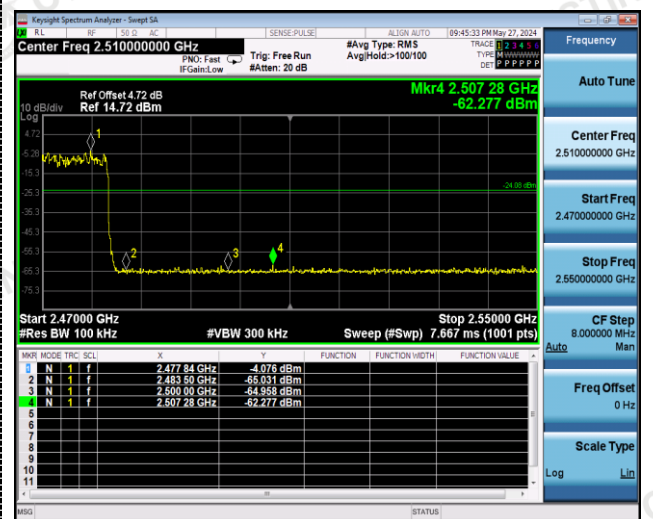 Keysight Spectrum Analyzer - Swept SA
RL RF 50 Ω AC SENSE:PULSE ALIGN AUTO 09:45:33 PM May 27, 2024
Center Freq 2.510000000 GHz
PNO: Fast
IFGain:Low
Trig: Free Run
#Atten: 20 dB
#Avg Type: RMS
Avg|Hold:>100/100
TRACE 1 2 3 4 5 6
TYPE M WWWWW
DET P P P P P P
Frequency
Auto Tune
Center Freq
2.510000000 GHz
Start Freq
2.470000000 GHz
Stop Freq
2.550000000 GHz
CF Step
8.000000 MHz
Auto Man
Freq Offset
0 Hz
Scale Type
Log Lin
Mkr4 2.507 28 GHz
-62.277 dBm
Ref Offset 4.72 dB
10 dB/div Ref 14.72 dBm
Log
4.72
-5.28
-15.3
-25.3
-35.3
-45.3
-55.3
-65.3
-75.3
-24.08 dBm
1
2
3
4
Start 2.47000 GHz Stop 2.55000 GHz
#Res BW 100 kHz #VBW 300 kHz Sweep (#Swp) 7.667 ms (1001 pts)
MKR MODE TRC SCL X Y FUNCTION FUNCTION WIDTH FUNCTION VALUE
1 N 1 f 2.477 84 GHz -4.076 dBm
2 N 1 f 2.483 50 GHz -65.031 dBm
3 N 1 f 2.500 00 GHz -64.958 dBm
4 N 1 f 2.507 28 GHz -62.277 dBm
5
6
7
8
9
10
11
MSG STATUS